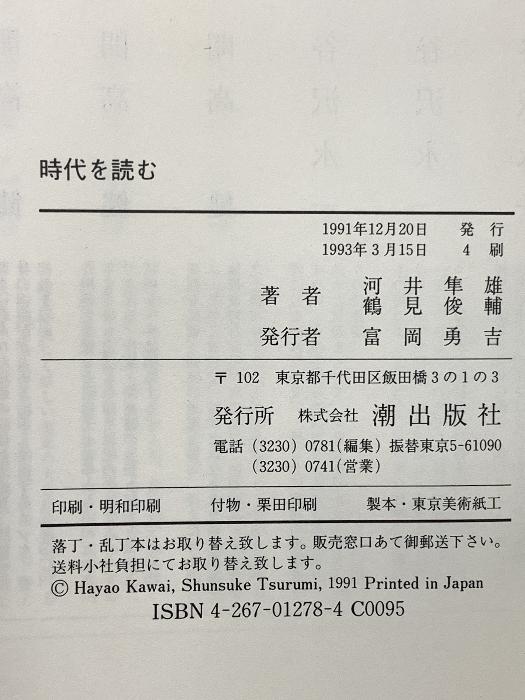 時代を読む
1991年12月20日　発　行
1993年3月15日　4　刷
著　者　河　井　隼　雄
鶴　見　俊　輔
発行者　富　岡　勇　吉
〒102　東京都千代田区飯田橋3の1の3
発行所　株式会社　潮出版社
電話 (3230) 0781(編集) 振替東京5-61090
(3230) 0741(営業)
印刷・明和印刷　付物・栗田印刷　製本・東京美術紙工
落丁・乱丁本はお取り替え致します。販売窓口あて御郵送下さい。
送料小社負担にてお取り替え致します。
© Hayao Kawai, Shunsuke Tsurumi, 1991 Printed in Japan
ISBN 4-267-01278-4 C0095